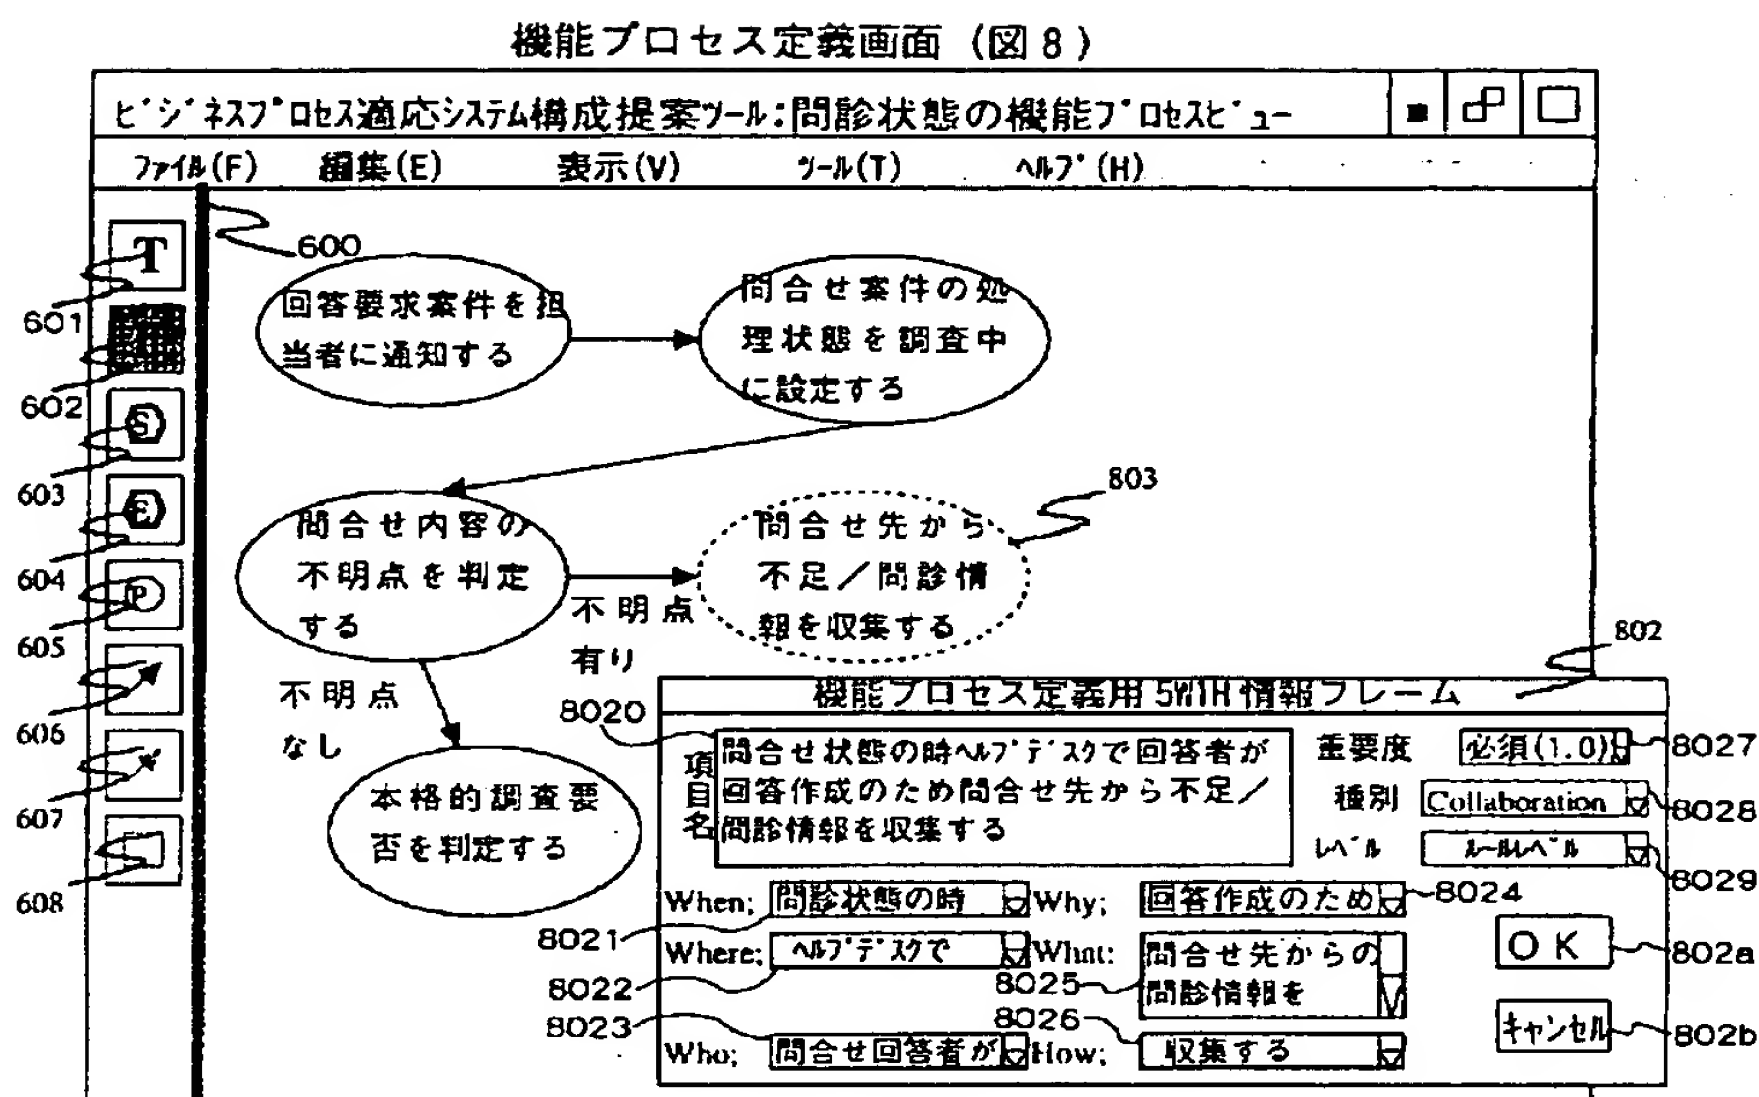 機能プロセス定義画面 (図8)
ビジネスプロセス適応システム構成提案ツール:問診状態の機能プロセスビュー
ファイル(F) 編集(E) 表示(V) ツール(T) ヘルプ(H)
600
T
601
602
S
603
E
604
P
605
606
607
608
回答要求案件を担
当者に通知する
問合せ案件の処
理状態を調査中
に設定する
問合せ内容の
不明点を判定
する
不明点
有り
問合せ先から
不足/問診情
報を収集する
803
不明点
なし
本格的調査要
否を判定する
802
機能プロセス定義用5W1H情報フレーム
8020
項目名
問合せ状態の時ヘルプデスクで回答者が
回答作成のため問合せ先から不足/
問診情報を収集する
重要度 必須(1.0) 8027
種別 Collaboration 8028
レベル ルールレベル 8029
When: 問診状態の時 Why: 回答作成のため 8024
8021
Where: ヘルプデスクで What: 問合せ先からの
問診情報を
8022 8025
8023 8026
Who: 問合せ回答者が How: 収集する
OK 802a
キャンセル 802b